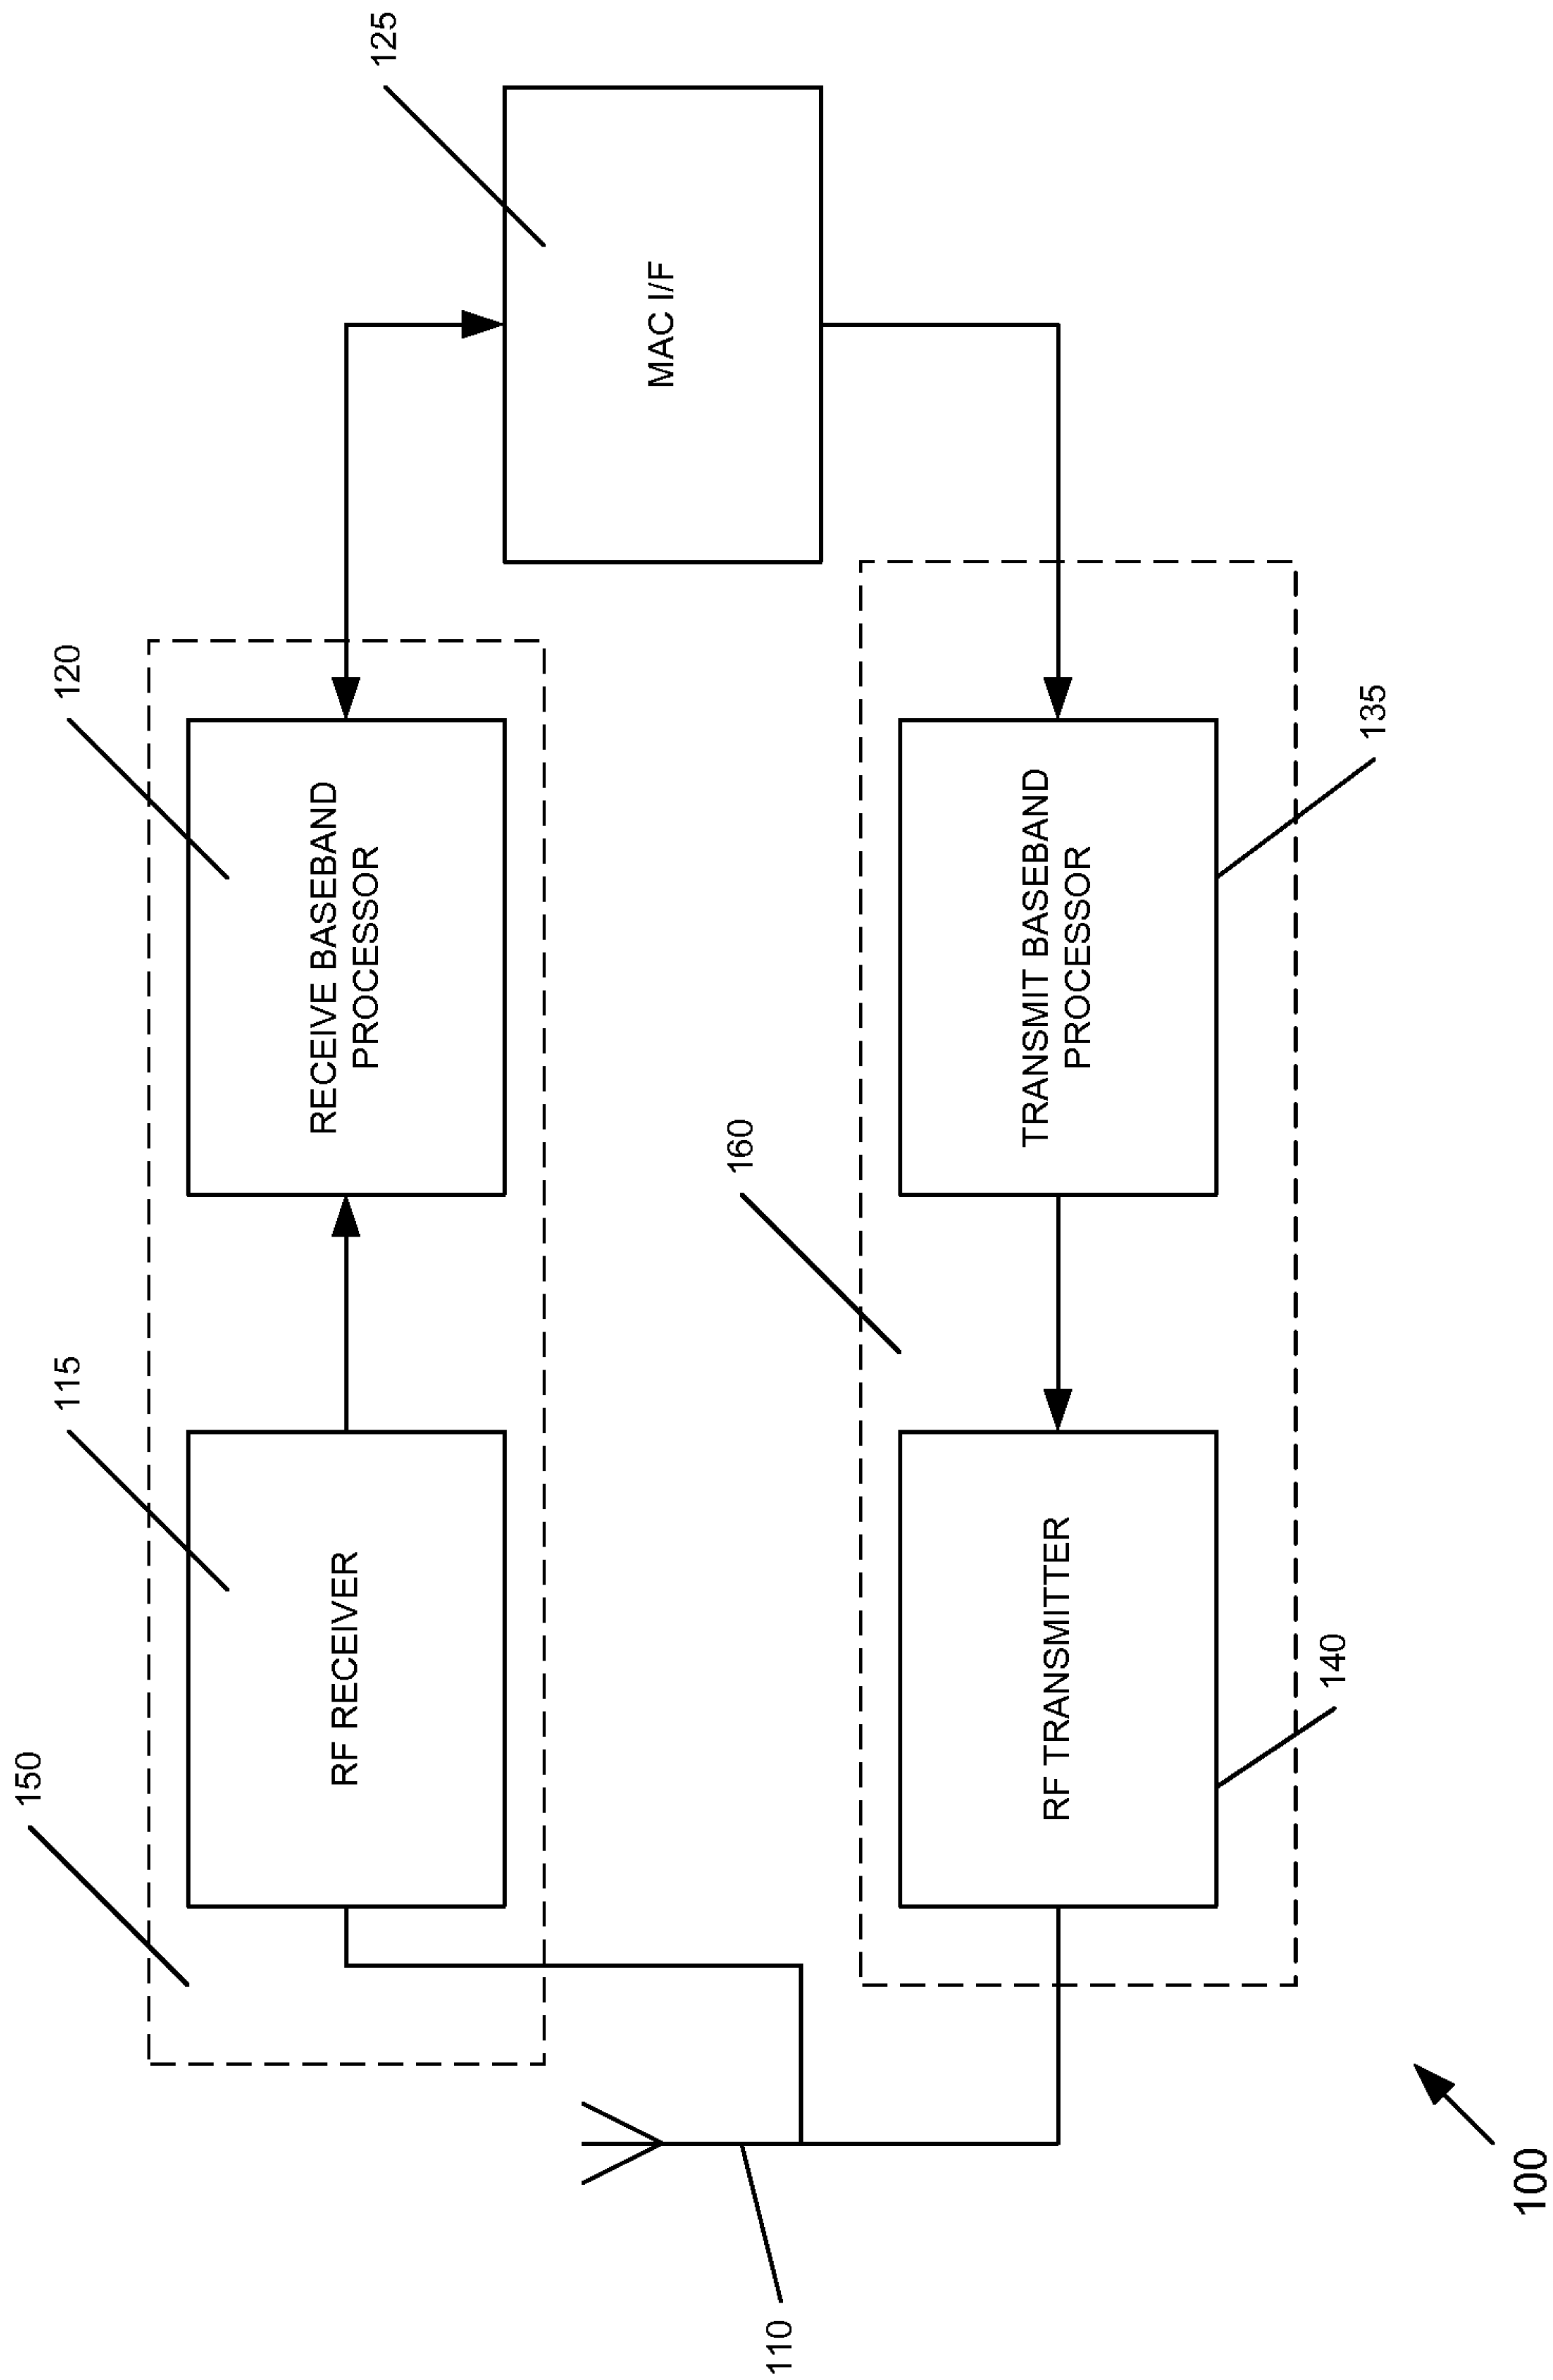 150
115
120
125
RF RECEIVER
RECEIVE BASEBAND
PROCESSOR
MAC I/F
110
160
RF TRANSMITTER
TRANSMIT BASEBAND
PROCESSOR
140
135
100